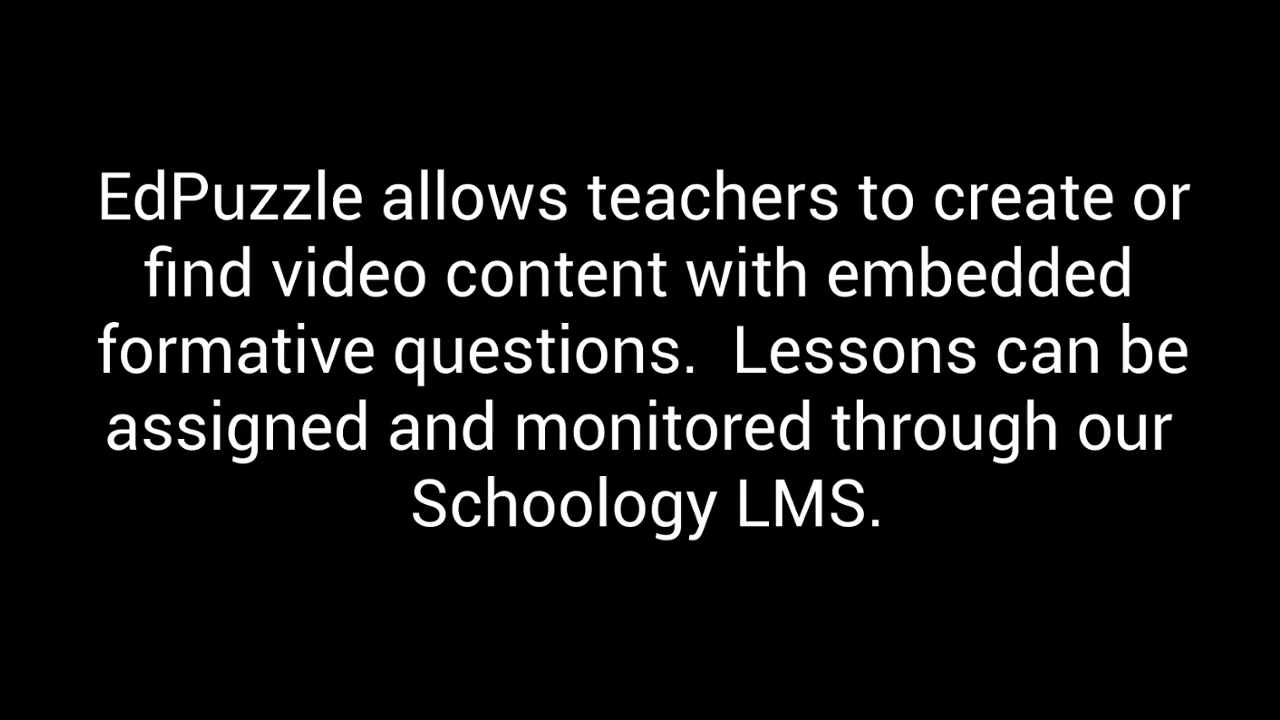 EdPuzzle allows teachers to create or
find video content with embedded
formative questions.  Lessons can be
assigned and monitored through our
Schoology LMS.